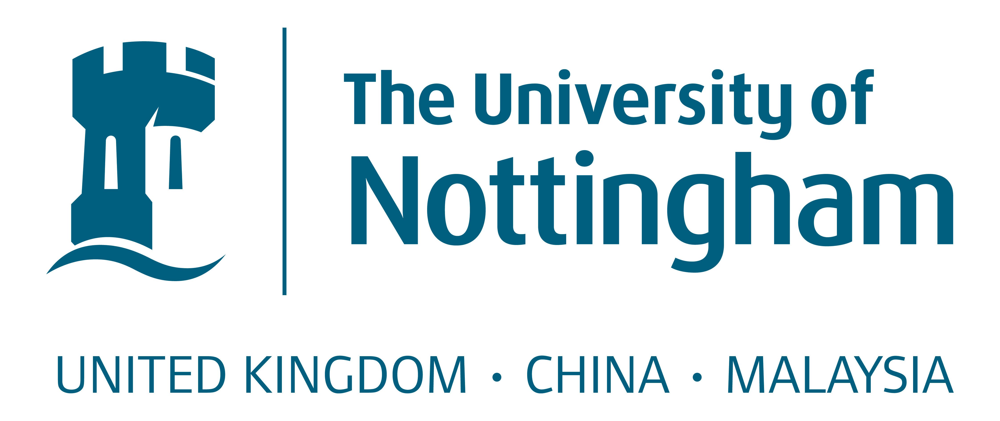 The University of
Nottingham
UNITED KINGDOM · CHINA · MALAYSIA